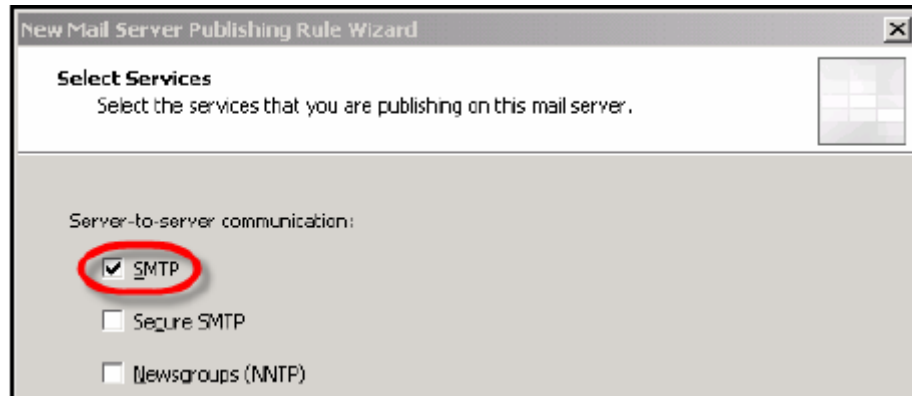 New Mail Server Publishing Rule Wizard
Select Services
Select the services that you are publishing on this mail server.
Server-to-server communication:
SMTP
Secure SMTP
Newsgroups (NNTP)